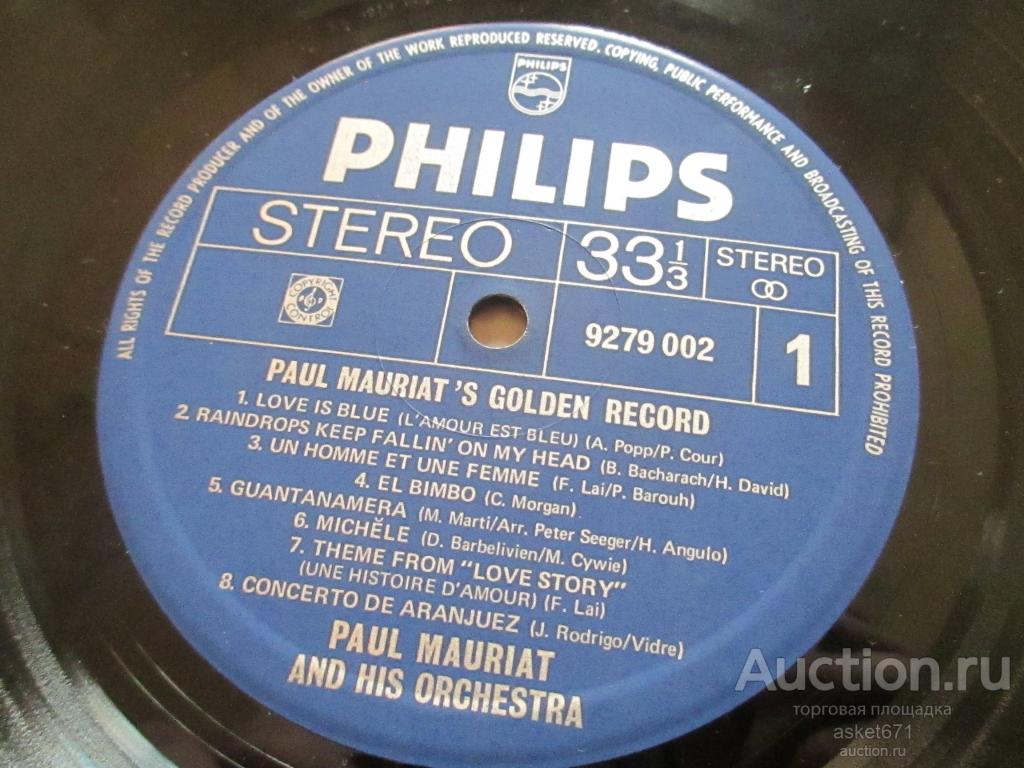 ALL RIGHTS OF THE RECORD PRODUCER AND OF THE OWNER OF THE WORK REPRODUCED RESERVED. COPYING, PUBLIC PERFORMANCE AND BROADCASTING OF THIS RECORD PROHIBITED
PHILIPS
PHILIPS
STEREO
33 1/3
STEREO
COPYRIGHT
P
CONTROL
9279 002
1
PAUL MAURIAT 'S GOLDEN RECORD
1. LOVE IS BLUE (L'AMOUR EST BLEU) (A. Popp/P. Cour)
2. RAINDROPS KEEP FALLIN' ON MY HEAD (B. Bacharach/H. David)
3. UN HOMME ET UNE FEMME (F. Lai/P. Barouh)
4. EL BIMBO (C. Morgan)
5. GUANTANAMERA (M. Marti/Arr. Peter Seeger/H. Angulo)
6. MICHĚLE (D. Barbelivien/M. Cywie)
7. THEME FROM "LOVE STORY"
(UNE HISTOIRE D'AMOUR) (F. Lai)
8. CONCERTO DE ARANJUEZ (J. Rodrigo/Vidre)
PAUL MAURIAT
AND HIS ORCHESTRA
Auction.ru
торговая площадка
asket671
auction.ru